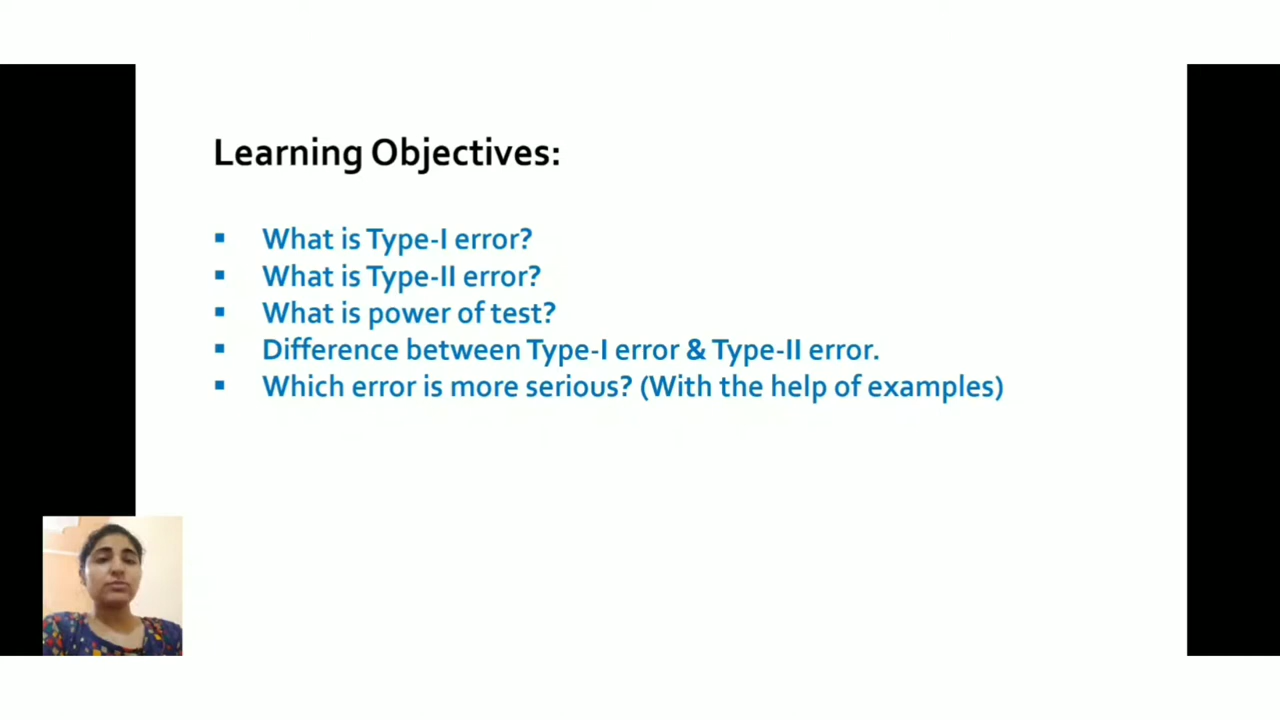 Learning Objectives:
▪ What is Type-I error?
▪ What is Type-II error?
▪ What is power of test?
▪ Difference between Type-I error & Type-II error.
▪ Which error is more serious? (With the help of examples)